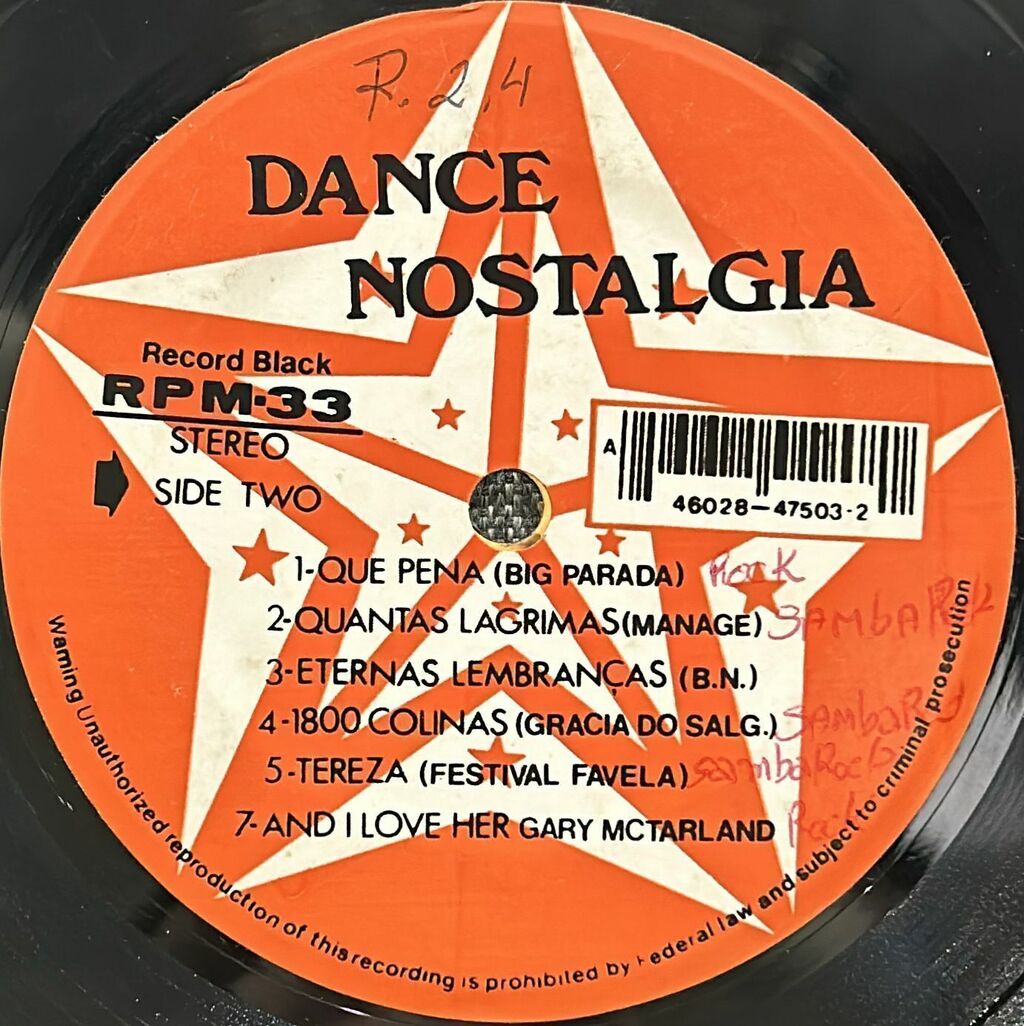 R. 2,4
DANCE
NOSTALGIA
Record Black
RPM-33
STEREO
SIDE TWO
A
46028-47503-2
1-QUE PENA (BIG PARADA) Rock
2-QUANTAS LAGRIMAS(MANAGE) SAMbA
3-ETERNAS LEMBRANÇAS (B.N.)
4-1800 COLINAS (GRACIA DO SALG.)
5-TEREZA (FESTIVAL FAVELA) sambaRock
7-AND I LOVE HER GARY MCTARLAND
Warning Unauthorized reproduction of this recording is prohibited by Federal law and subject to criminal prosecution